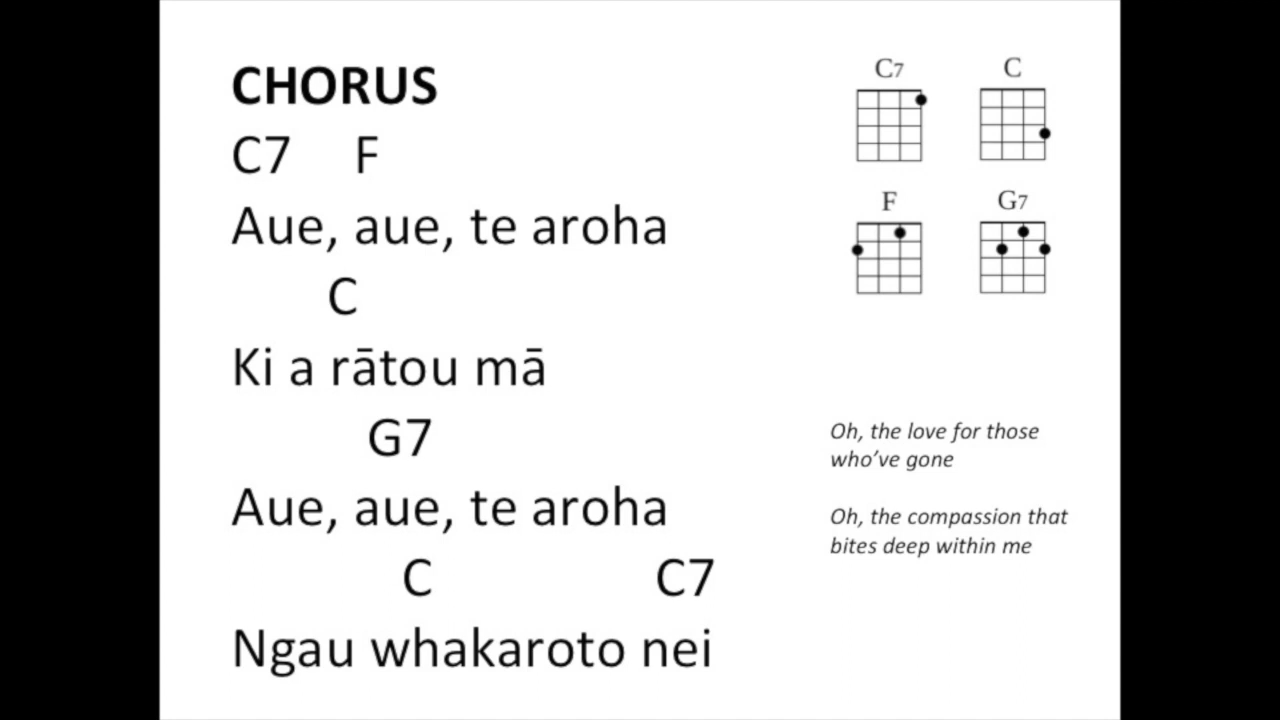 CHORUS
C7 F
Aue, aue, te aroha
C
Ki a rātou mā
G7
Aue, aue, te aroha
C C7
Ngau whakaroto nei
C7 C
F G7
Oh, the love for those
who’ve gone
Oh, the compassion that
bites deep within me